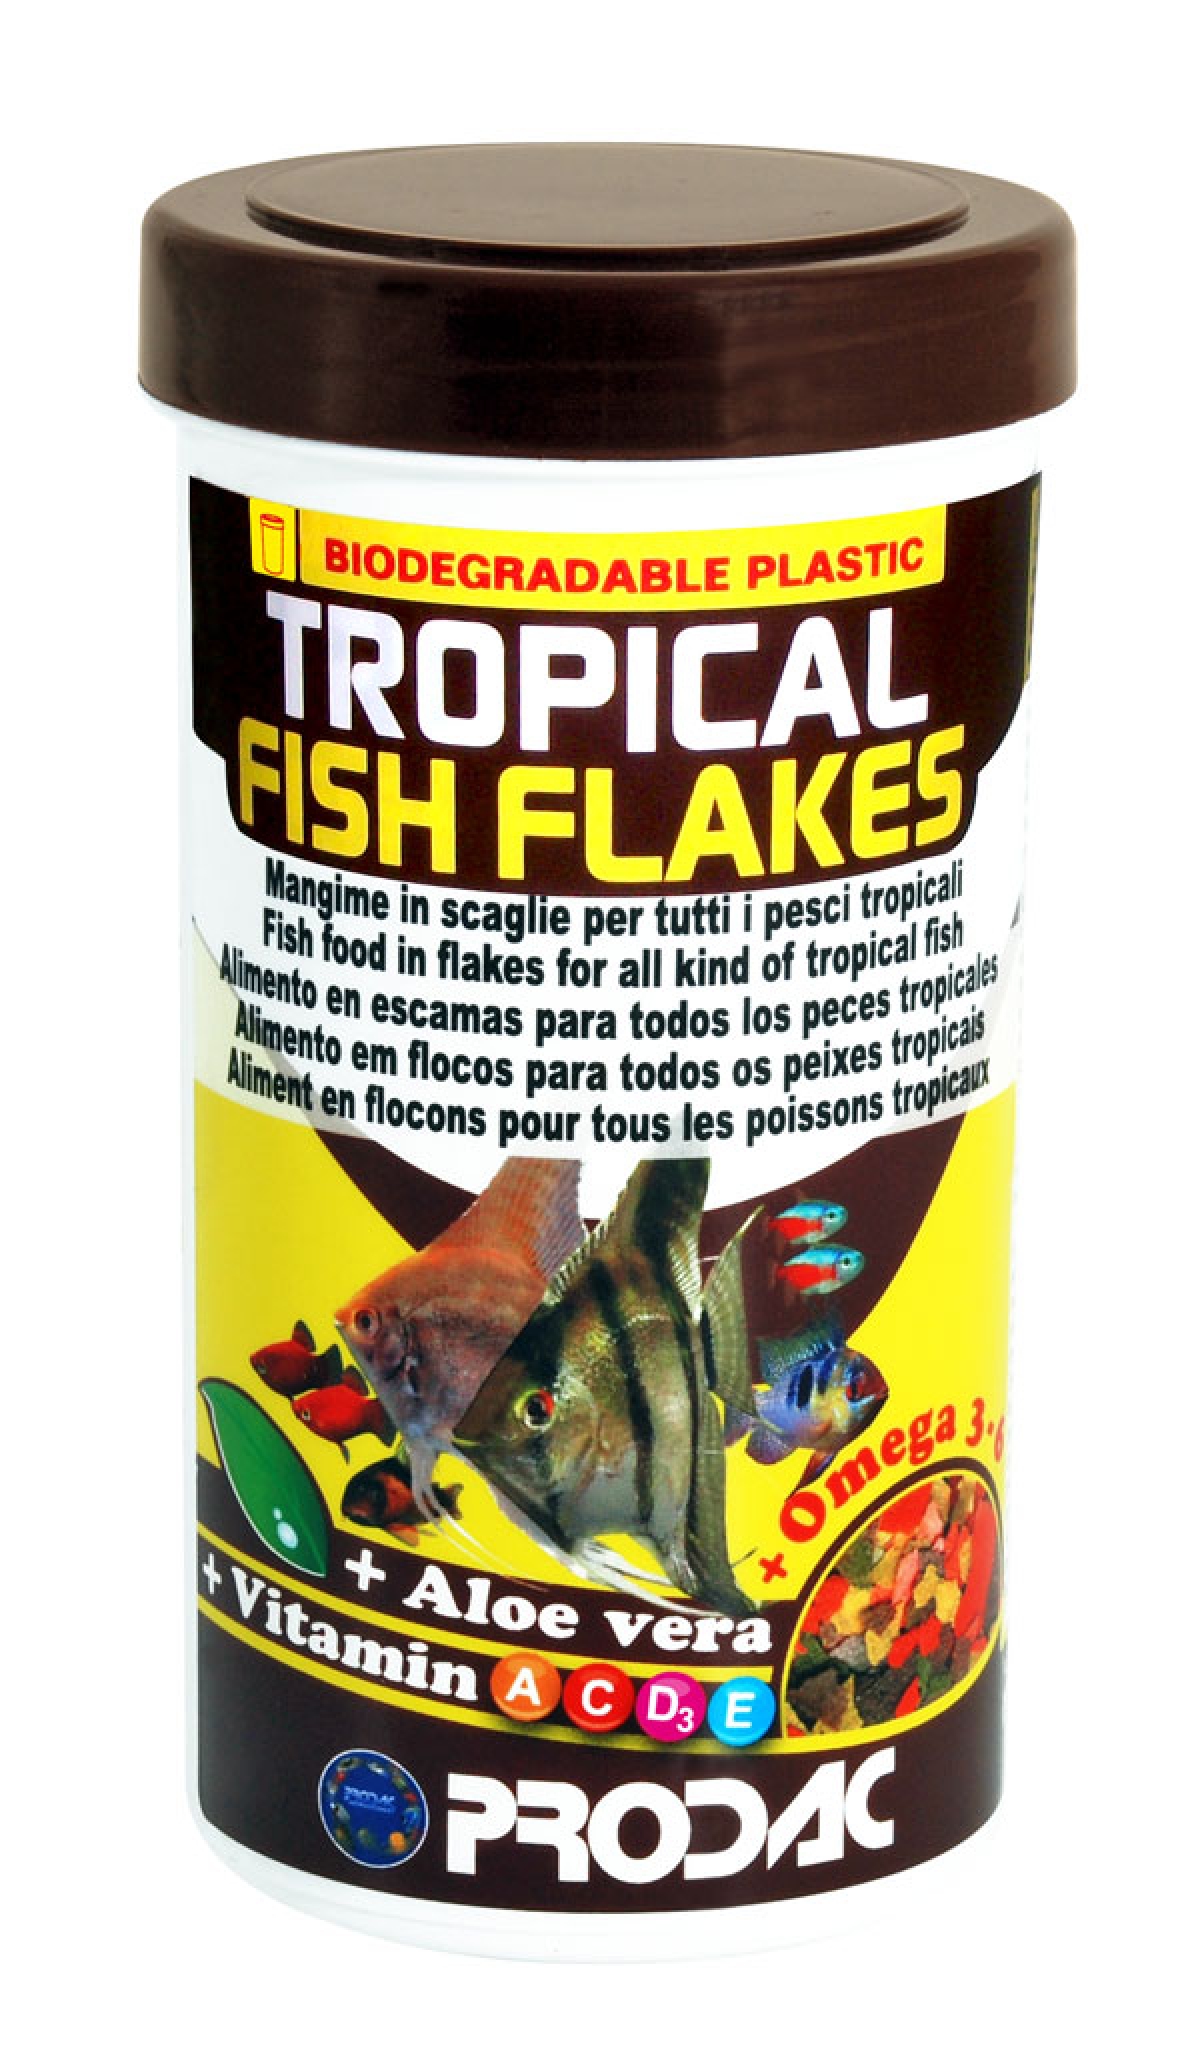 BIODEGRADABLE PLASTIC
TROPICAL
FISH FLAKES
Mangime in scaglie per tutti i pesci tropicali
Fish food in flakes for all kind of tropical fish
Alimento en escamas para todos los peces tropicales
Alimento em flocos para todos os peixes tropicais
Aliment en flocons pour tous les poissons tropicaux
+ Omega 3·6
+ Aloe vera
+ Vitamin A C D3 E
PRODAC
PRODAC